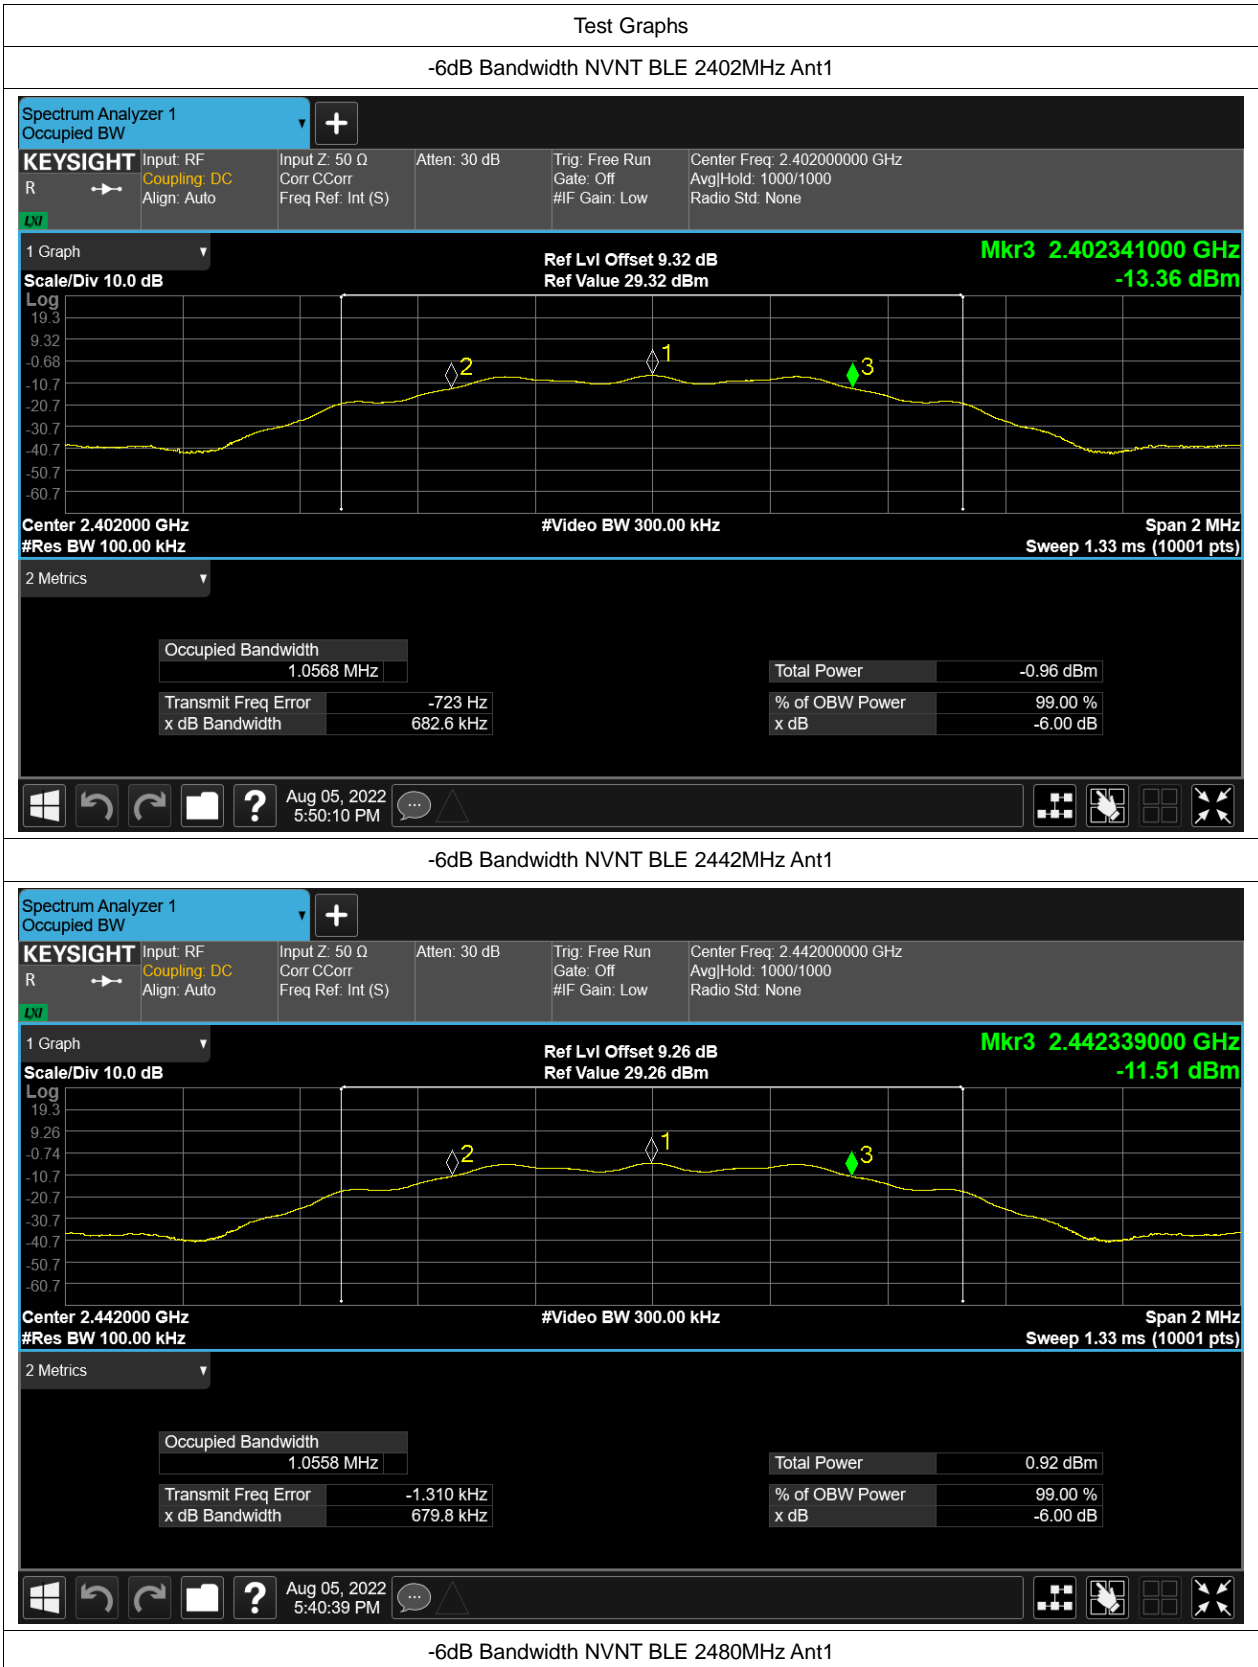 Test Graphs
-6dB Bandwidth NVNT BLE 2402MHz Ant1
Spectrum Analyzer 1
Occupied BW
KEYSIGHT
R
LXI
Input: RF
Coupling: DC
Align: Auto
Input Z: 50 Ω
Corr CCorr
Freq Ref: Int (S)
Atten: 30 dB
Trig: Free Run
Gate: Off
#IF Gain: Low
Center Freq: 2.402000000 GHz
Avg|Hold: 1000/1000
Radio Std: None
1 Graph
Scale/Div 10.0 dB
Ref Lvl Offset 9.32 dB
Ref Value 29.32 dBm
Mkr3 2.402341000 GHz
-13.36 dBm
Log
19.3
9.32
-0.68
-10.7
-20.7
-30.7
-40.7
-50.7
-60.7
2
1
3
Center 2.402000 GHz
#Res BW 100.00 kHz
#Video BW 300.00 kHz
Span 2 MHz
Sweep 1.33 ms (10001 pts)
2 Metrics
Occupied Bandwidth
1.0568 MHz
Transmit Freq Error -723 Hz
x dB Bandwidth 682.6 kHz
Total Power -0.96 dBm
% of OBW Power 99.00 %
x dB -6.00 dB
?
Aug 05, 2022
5:50:10 PM
-6dB Bandwidth NVNT BLE 2442MHz Ant1
Spectrum Analyzer 1
Occupied BW
KEYSIGHT
R
LXI
Input: RF
Coupling: DC
Align: Auto
Input Z: 50 Ω
Corr CCorr
Freq Ref: Int (S)
Atten: 30 dB
Trig: Free Run
Gate: Off
#IF Gain: Low
Center Freq: 2.442000000 GHz
Avg|Hold: 1000/1000
Radio Std: None
1 Graph
Scale/Div 10.0 dB
Ref Lvl Offset 9.26 dB
Ref Value 29.26 dBm
Mkr3 2.442339000 GHz
-11.51 dBm
Log
19.3
9.26
-0.74
-10.7
-20.7
-30.7
-40.7
-50.7
-60.7
2
1
3
Center 2.442000 GHz
#Res BW 100.00 kHz
#Video BW 300.00 kHz
Span 2 MHz
Sweep 1.33 ms (10001 pts)
2 Metrics
Occupied Bandwidth
1.0558 MHz
Transmit Freq Error -1.310 kHz
x dB Bandwidth 679.8 kHz
Total Power 0.92 dBm
% of OBW Power 99.00 %
x dB -6.00 dB
?
Aug 05, 2022
5:40:39 PM
-6dB Bandwidth NVNT BLE 2480MHz Ant1